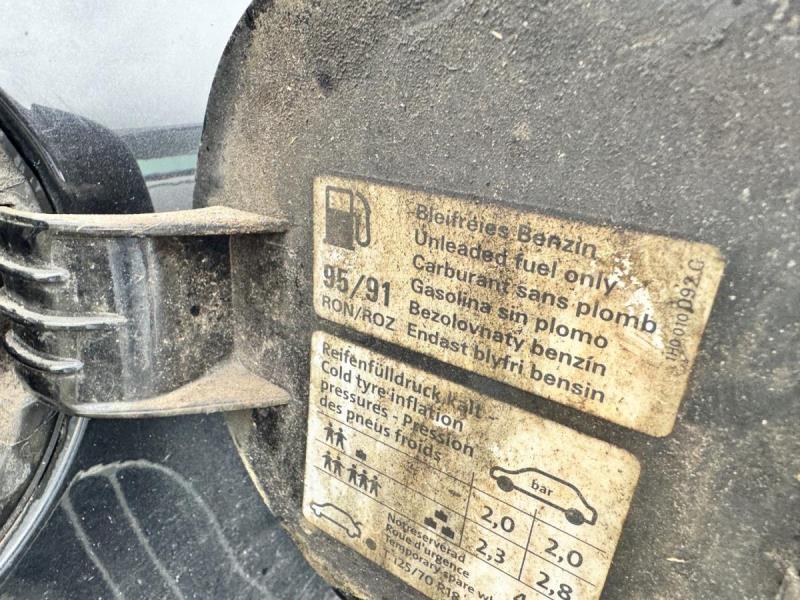 Bleifreies Benzin
Unleaded fuel only
Carburant sans plomb
Gasolina sin plomo
Bezolovnaty benzín
Endast blyfri bensin
95/91
RON/ROZ
Reifenfülldruck kalt -
Cold tyre inflation
pressures - pression
des pneus froids
bar
2,0 2,0
2,3 2,8
Notreserverad
Roue d'urgence
Temporary spare